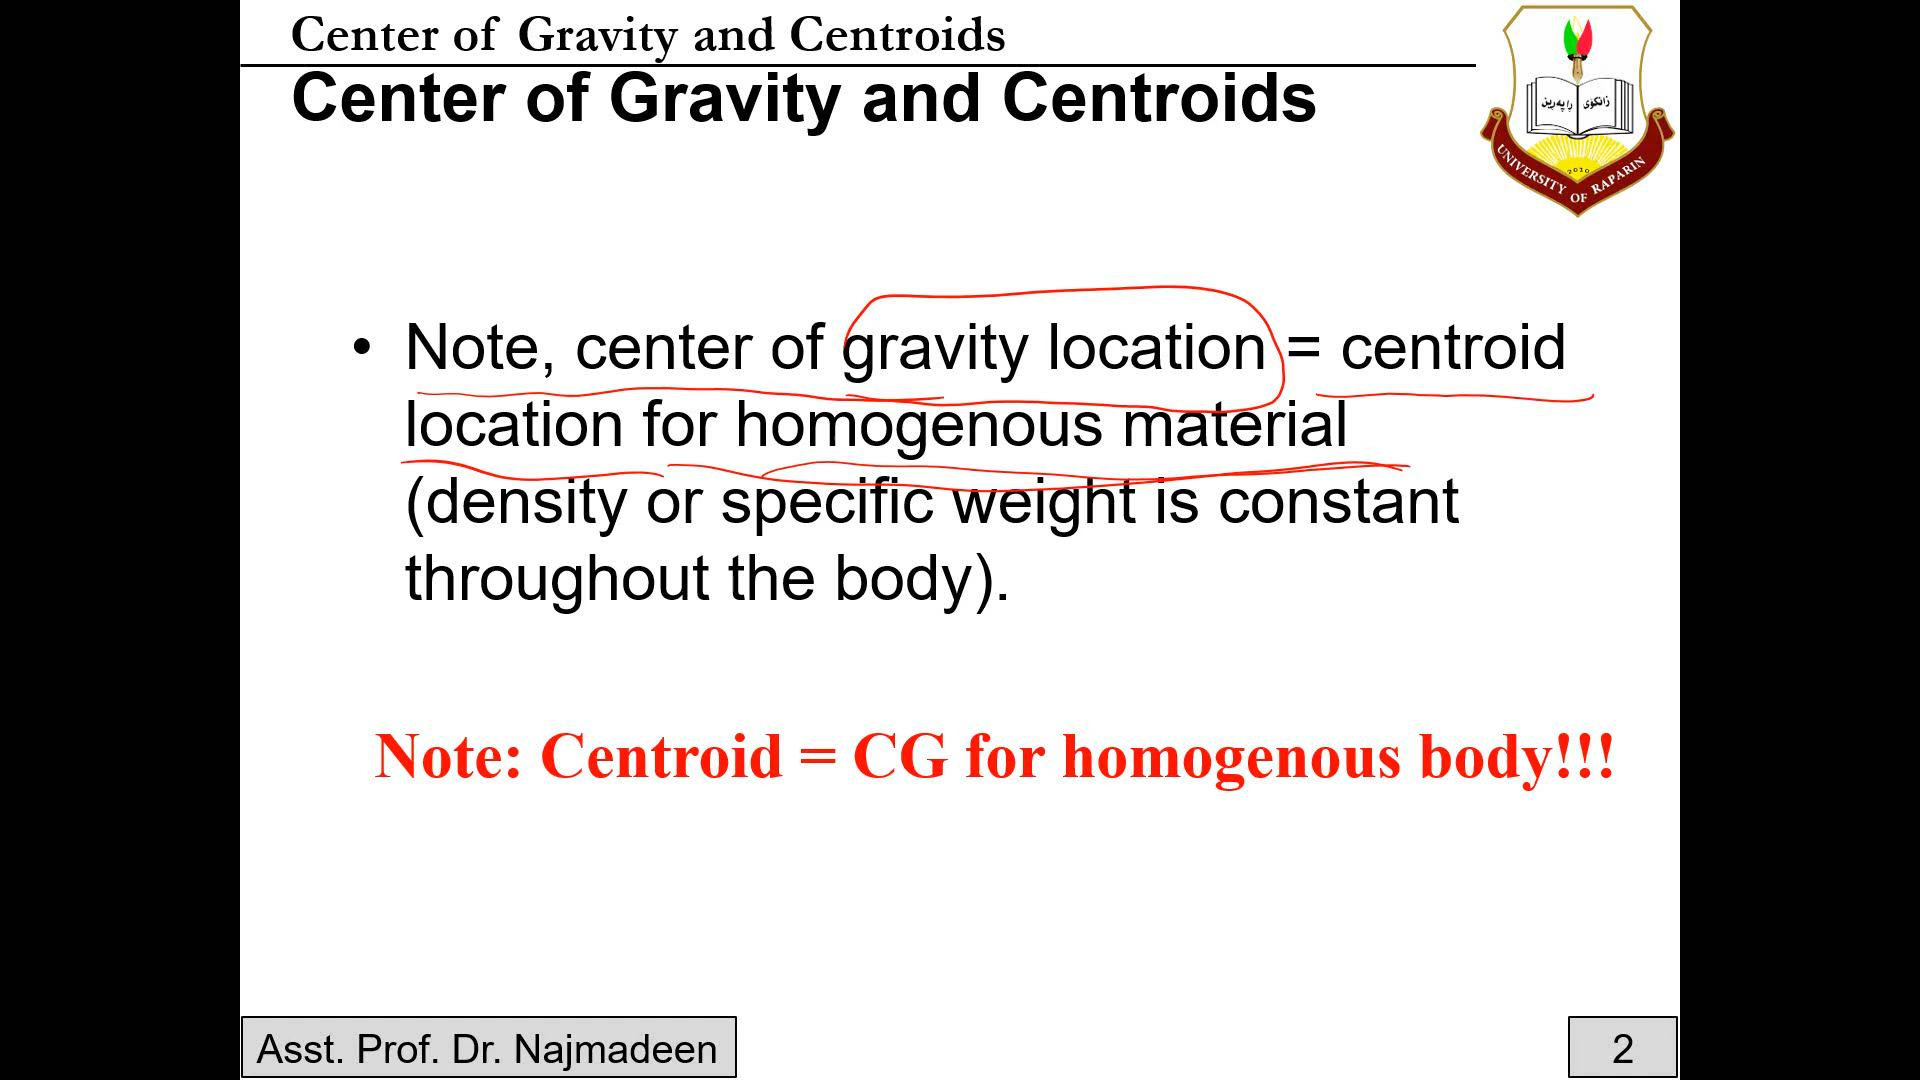 Center of Gravity and Centroids
Center of Gravity and Centroids
زانکۆی ڕاپەڕین
2010
UNIVERSITY OF RAPARIN
• Note, center of gravity location = centroid
location for homogenous material
(density or specific weight is constant
throughout the body).
Note: Centroid = CG for homogenous body!!!
Asst. Prof. Dr. Najmadeen
2